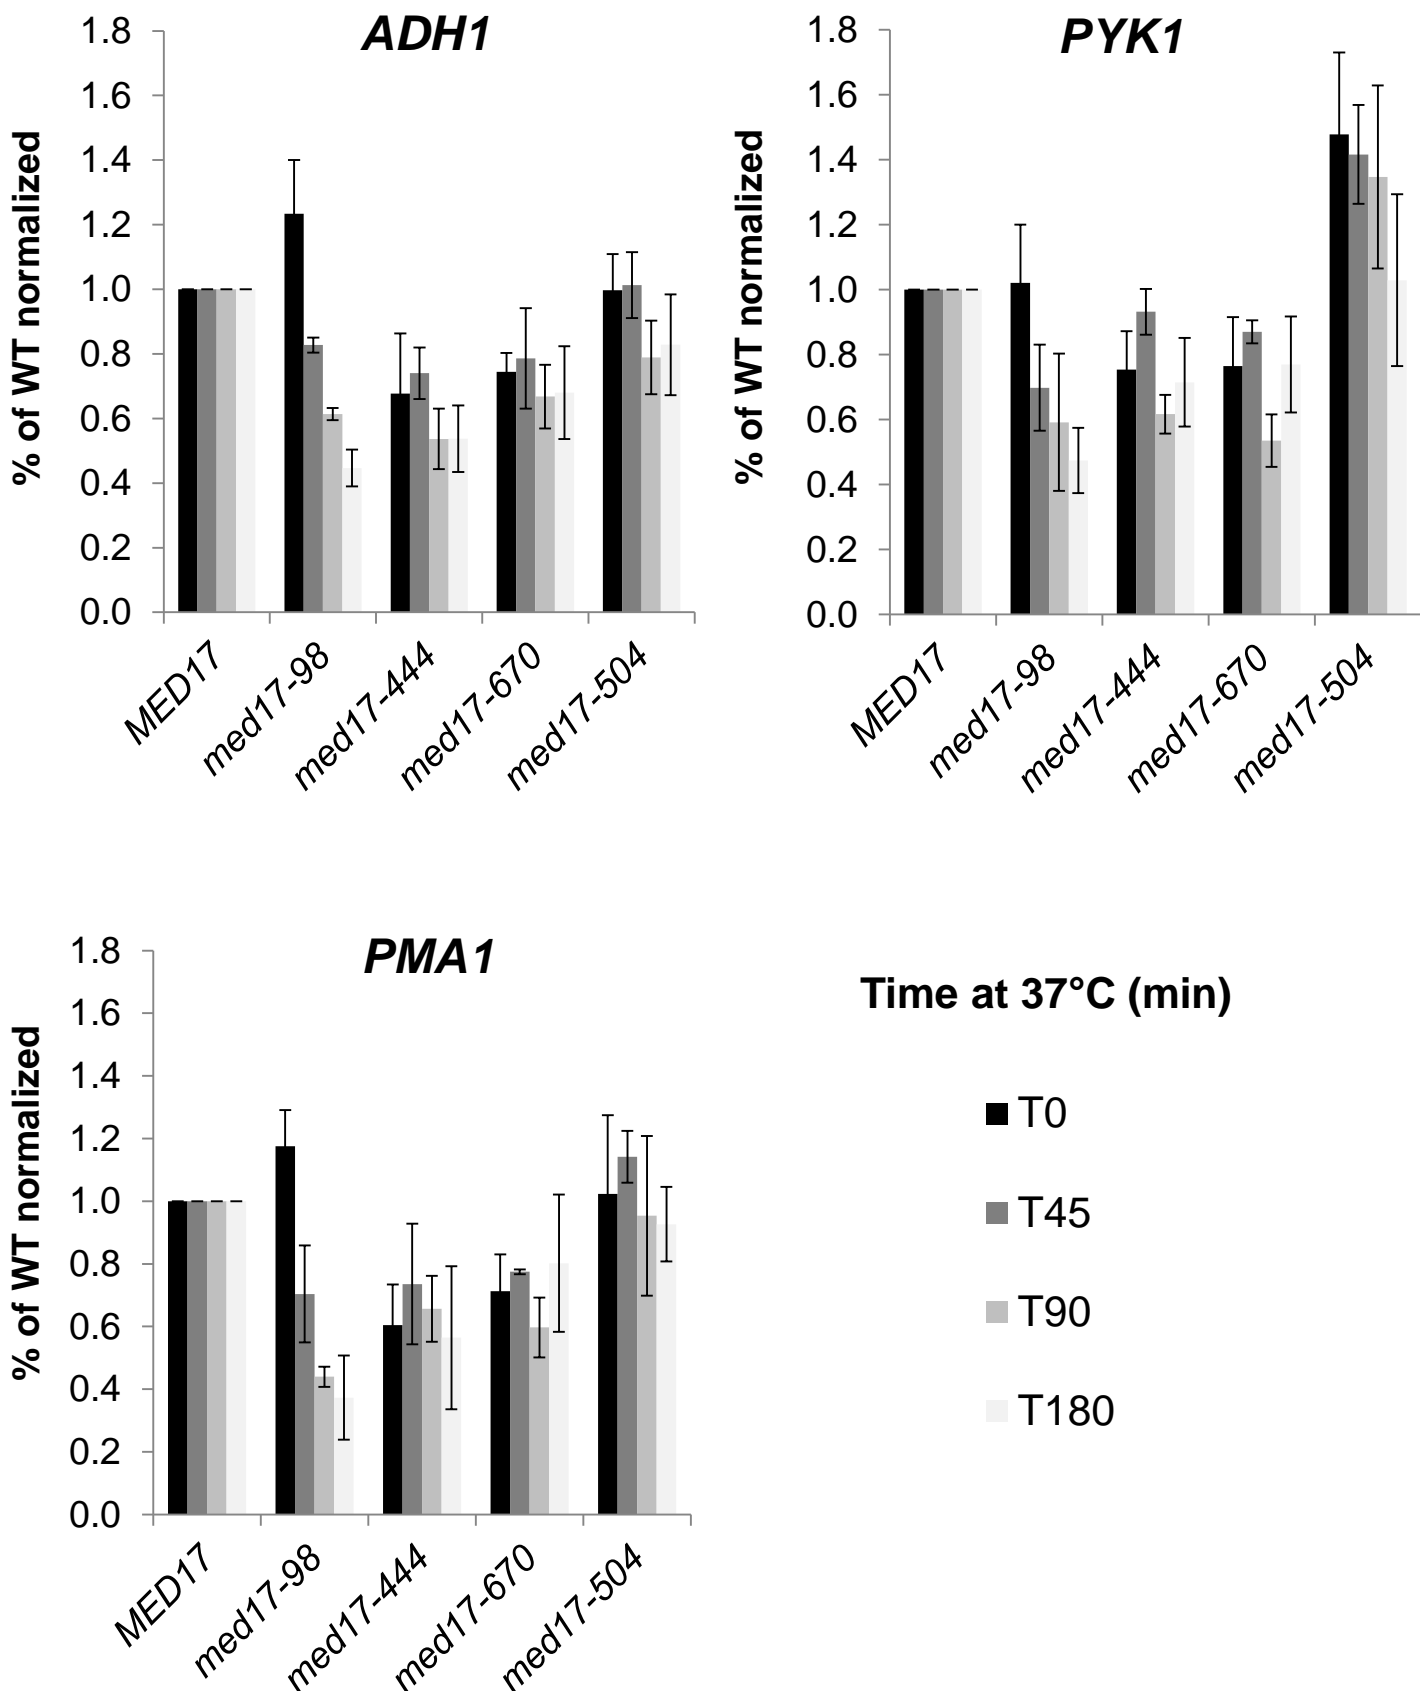 ADH1
% of WT normalized
1.8
1.6
1.4
1.2
1.0
0.8
0.6
0.4
0.2
0.0
MED17
med17-98
med17-444
med17-670
med17-504
PYK1
% of WT normalized
1.8
1.6
1.4
1.2
1.0
0.8
0.6
0.4
0.2
0.0
MED17
med17-98
med17-444
med17-670
med17-504
PMA1
% of WT normalized
1.8
1.6
1.4
1.2
1.0
0.8
0.6
0.4
0.2
0.0
MED17
med17-98
med17-444
med17-670
med17-504
Time at 37°C (min)
T0
T45
T90
T180